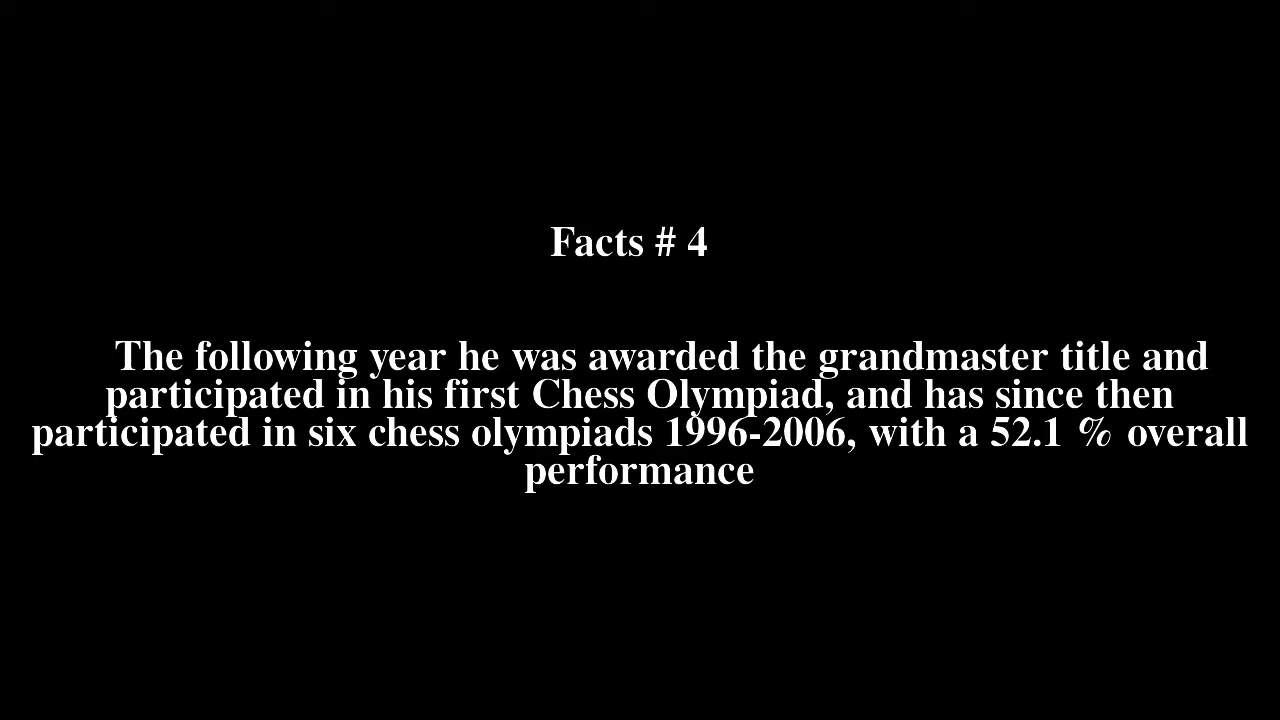 Facts # 4
The following year he was awarded the grandmaster title and
participated in his first Chess Olympiad, and has since then
participated in six chess olympiads 1996-2006, with a 52.1 % overall
performance